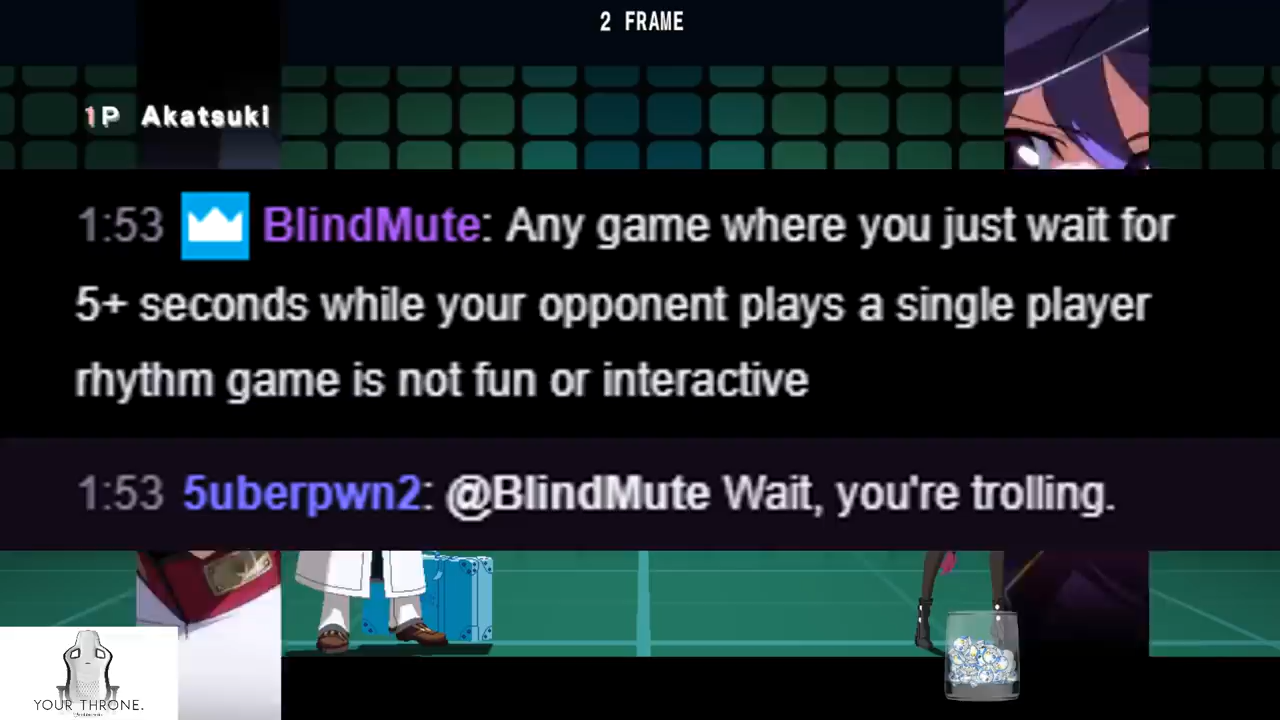 2 FRAME
1P Akatsuki
1:53 BlindMute: Any game where you just wait for
5+ seconds while your opponent plays a single player
rhythm game is not fun or interactive
1:53 5uberpwn2: @BlindMute Wait, you're trolling.
YOUR THRONE.